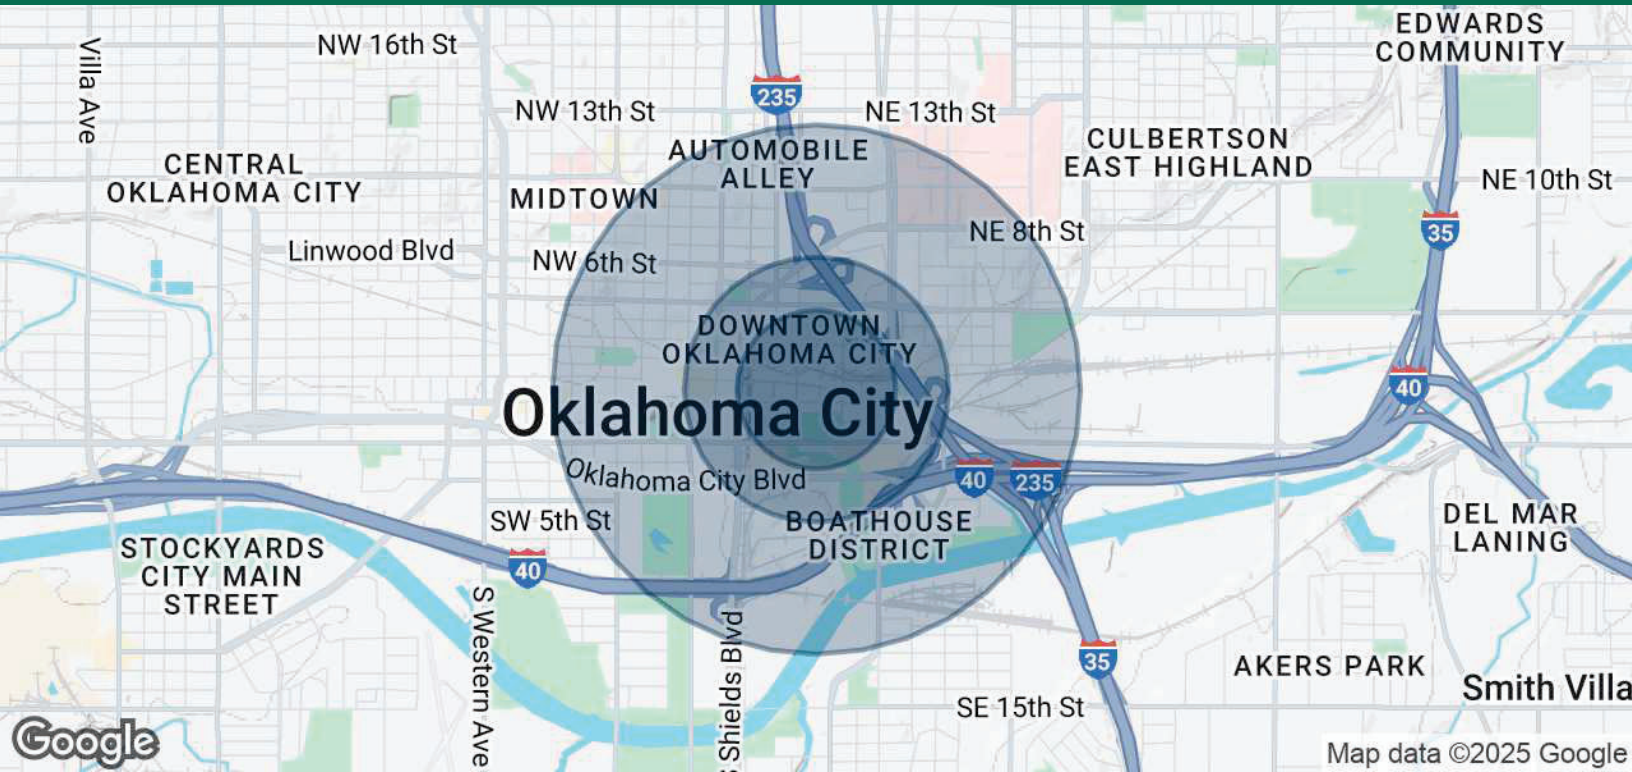 EDWARDS
COMMUNITY
Villa Ave
NW 16th St
235
NW 13th St
NE 13th St
AUTOMOBILE
ALLEY
CULBERTSON
EAST HIGHLAND
CENTRAL
OKLAHOMA CITY
MIDTOWN
NE 10th St
35
NE 8th St
Linwood Blvd
NW 6th St
DOWNTOWN
OKLAHOMA CITY
Oklahoma City
40
Oklahoma City Blvd
40
235
SW 5th St
BOATHOUSE
DISTRICT
DEL MAR
LANING
STOCKYARDS
CITY MAIN
STREET
40
S Western Ave
S Shields Blvd
35
AKERS PARK
Smith Villa
SE 15th St
Google
Map data ©2025 Google